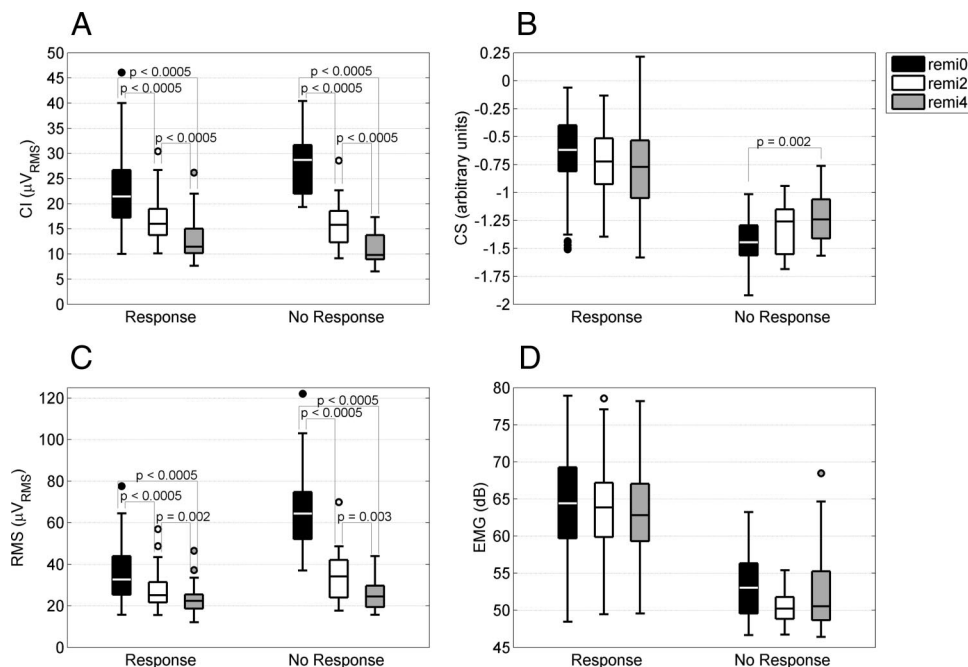 A
CI (µV_RMS)
50
45
40
35
30
25
20
15
10
5
0
p < 0.0005
p < 0.0005
p < 0.0005
p < 0.0005
p < 0.0005
p < 0.0005
Response
No Response
B
CS (arbitrary units)
0.25
0
-0.25
-0.5
-0.75
-1
-1.25
-1.5
-1.75
-2
p = 0.002
Response
No Response
remi0
remi2
remi4
C
RMS (µV_RMS)
120
100
80
60
40
20
0
p < 0.0005
p < 0.0005
p = 0.002
p < 0.0005
p < 0.0005
p = 0.003
Response
No Response
D
EMG (dB)
80
75
70
65
60
55
50
45
Response
No Response